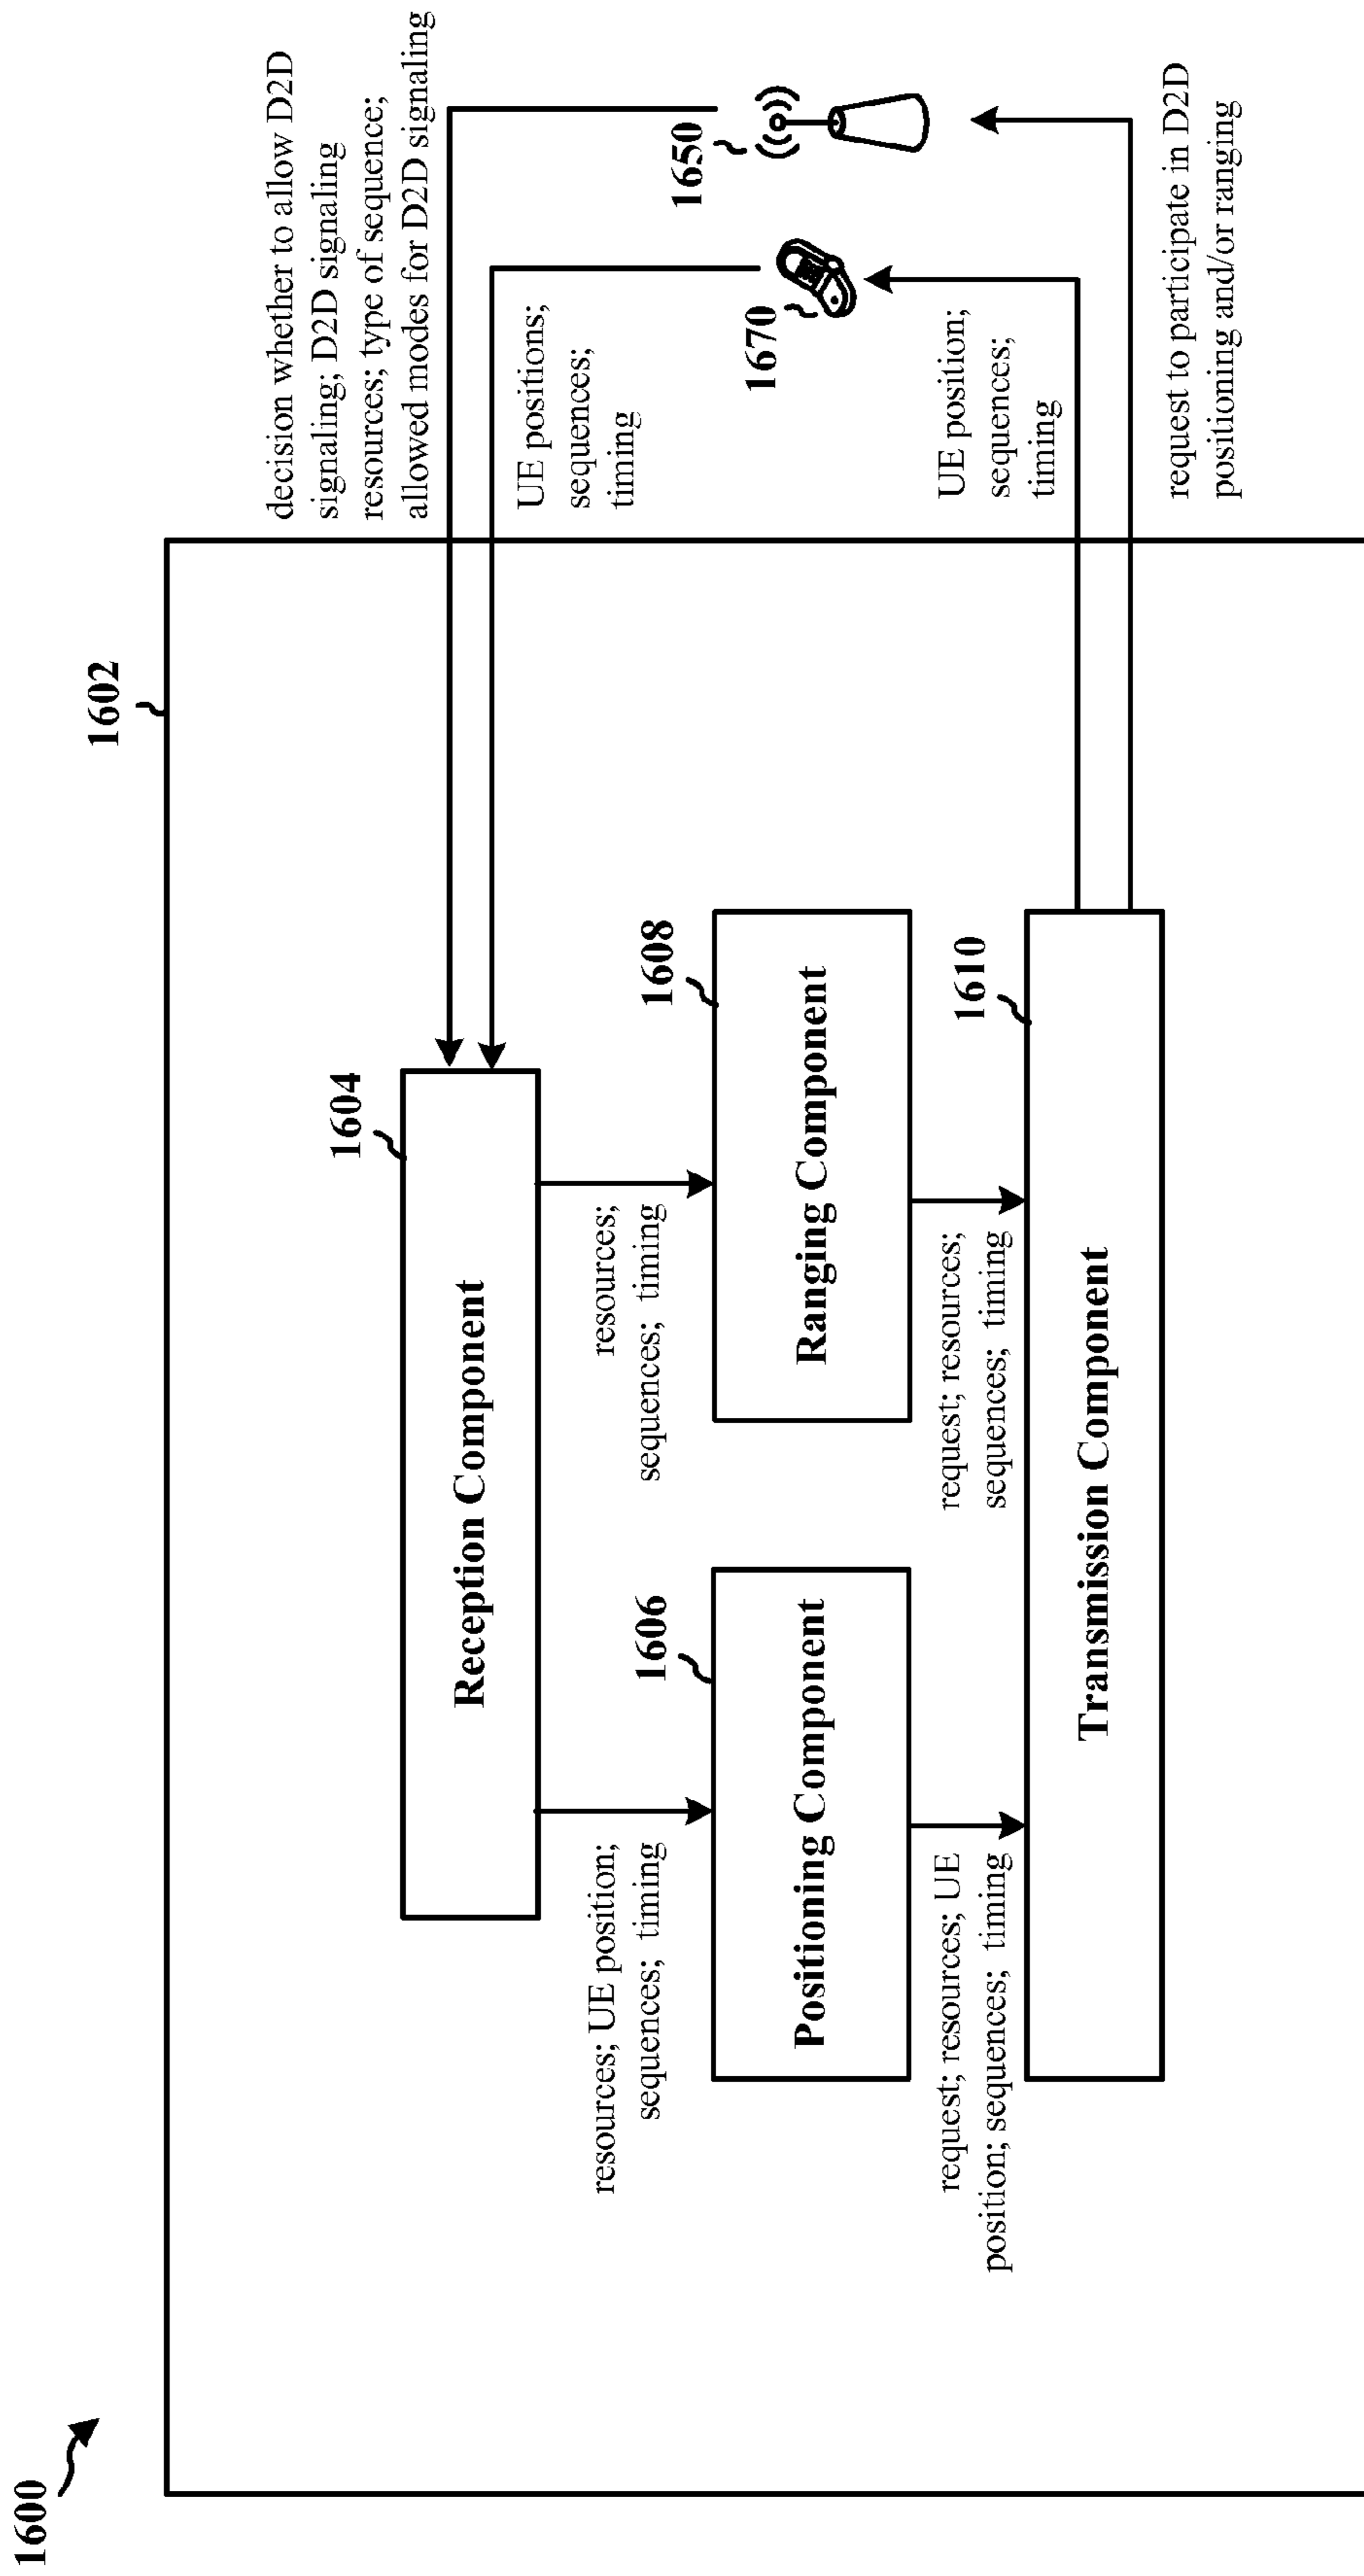 1600
1602
decision whether to allow D2D
signaling; D2D signaling
resources; type of sequence;
allowed modes for D2D signaling
1604
Reception Component
UE positions;
sequences;
timing
1650
1670
resources; UE position;
sequences; timing
resources;
sequences; timing
1606
Positioning Component
1608
Ranging Component
request; resources; UE
position; sequences; timing
request; resources;
sequences; timing
1610
Transmission Component
UE position;
sequences;
timing
request to participate in D2D
positioning and/or ranging